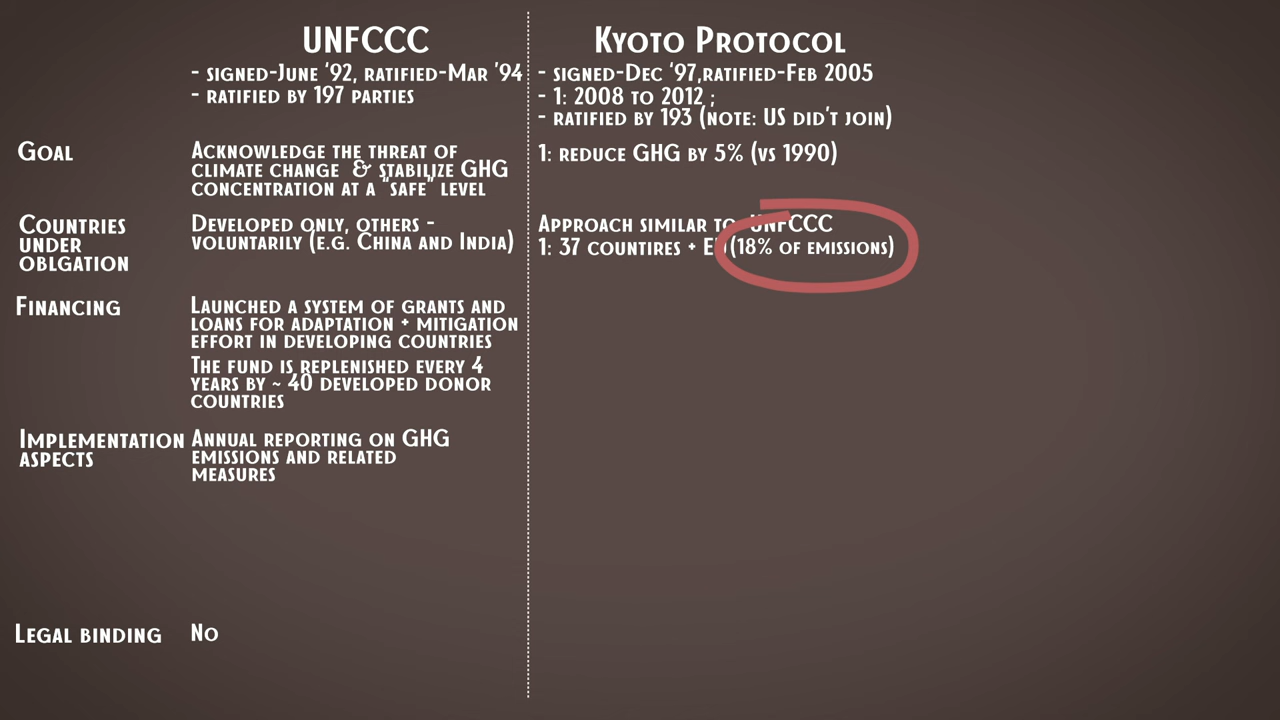 UNFCCC
- signed-June '92, ratified-Mar '94
- ratified by 197 parties
Kyoto Protocol
- signed-Dec '97,ratified-Feb 2005
- 1: 2008 to 2012 ;
- ratified by 193 (note: US did't join)
Goal
Acknowledge the threat of
climate change & stabilize GHG
concentration at a "safe" level
1: reduce GHG by 5% (vs 1990)
Countries
under
oblgation
Developed only, others -
voluntarily (e.g. China and India)
Approach similar to UNFCCC
1: 37 countires + (18% of emissions)
Financing
Launched a system of grants and
loans for adaptation + mitigation
effort in developing countries
The fund is replenished every 4
years by ~ 40 developed donor
countries
Implementation
aspects
Annual reporting on GHG
emissions and related
measures
Legal binding
No